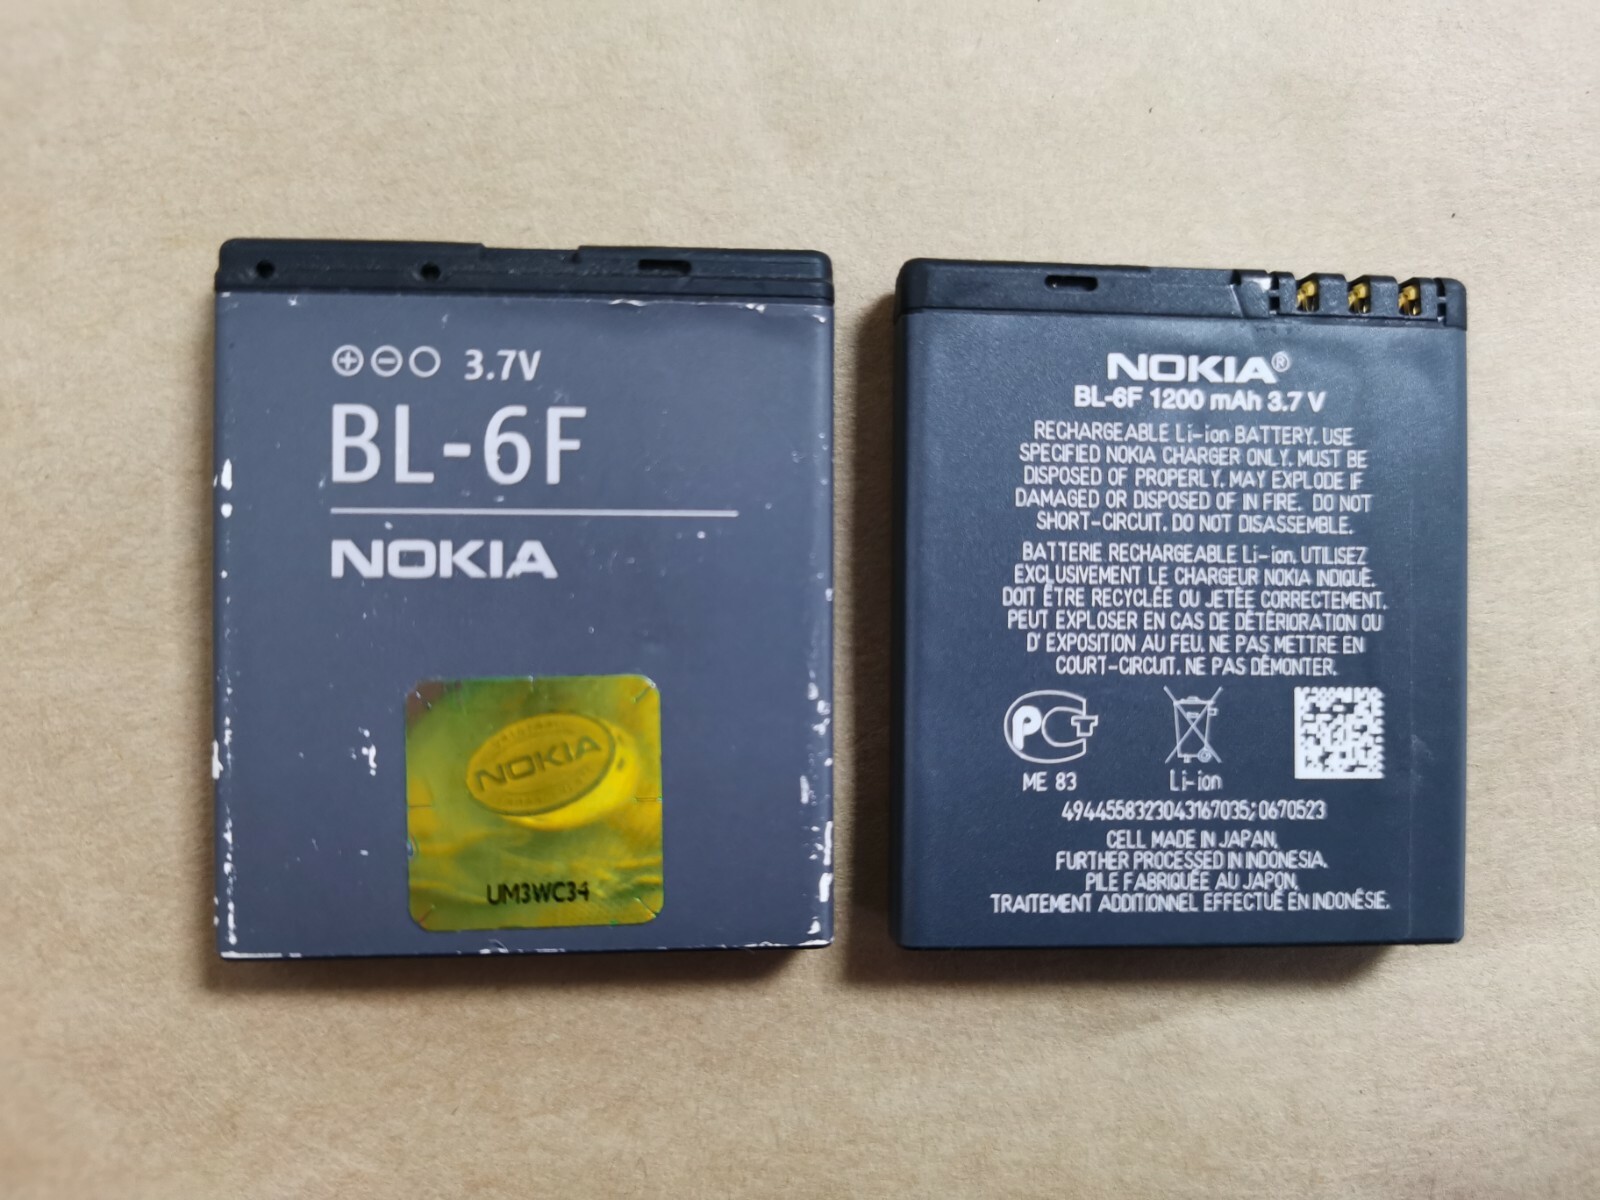 3.7V
BL-6F
NOKIA
NOKIA
UM3WC34
NOKIA®
BL-6F 1200 mAh 3.7 V
RECHARGEABLE Li-ion BATTERY. USE
SPECIFIED NOKIA CHARGER ONLY. MUST BE
DISPOSED OF PROPERLY. MAY EXPLODE IF
DAMAGED OR DISPOSED OF IN FIRE. DO NOT
SHORT-CIRCUIT. DO NOT DISASSEMBLE.
BATTERIE RECHARGEABLE Li-ion. UTILISEZ
EXCLUSIVEMENT LE CHARGEUR NOKIA INDIQUÉ.
DOIT ÊTRE RECYCLÉE OU JETÉE CORRECTEMENT.
PEUT EXPLOSER EN CAS DE DÉTÉRIORATION OU
D' EXPOSITION AU FEU. NE PAS METTRE EN
COURT-CIRCUIT. NE PAS DÉMONTER.
ME 83
Li-ion
4944558323043167035;0670523
CELL MADE IN JAPAN,
FURTHER PROCESSED IN INDONESIA.
PILE FABRIQUÉE AU JAPON,
TRAITEMENT ADDITIONNEL EFFECTUÉ EN INDONÉSIE.